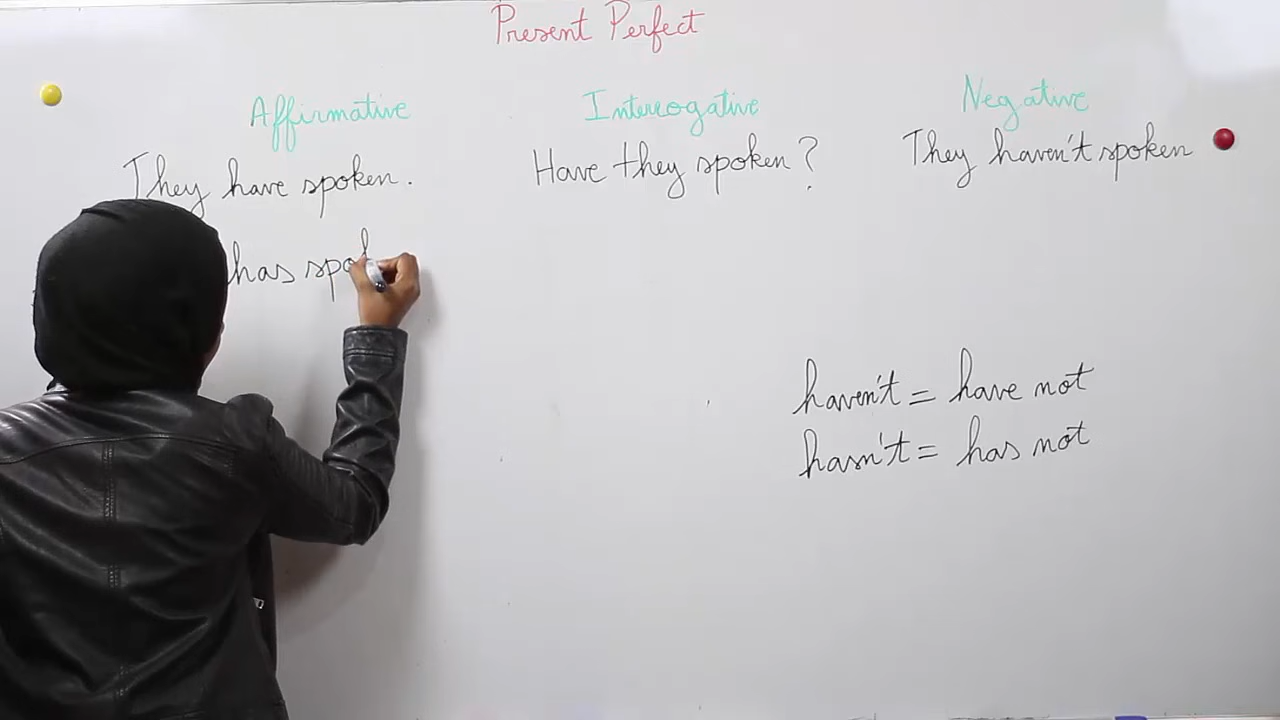 Present Perfect
Affirmative
Interrogative
Negative
They have spoken.
Have they spoken?
They haven't spoken
has
haven't = have not
hasn't = has not